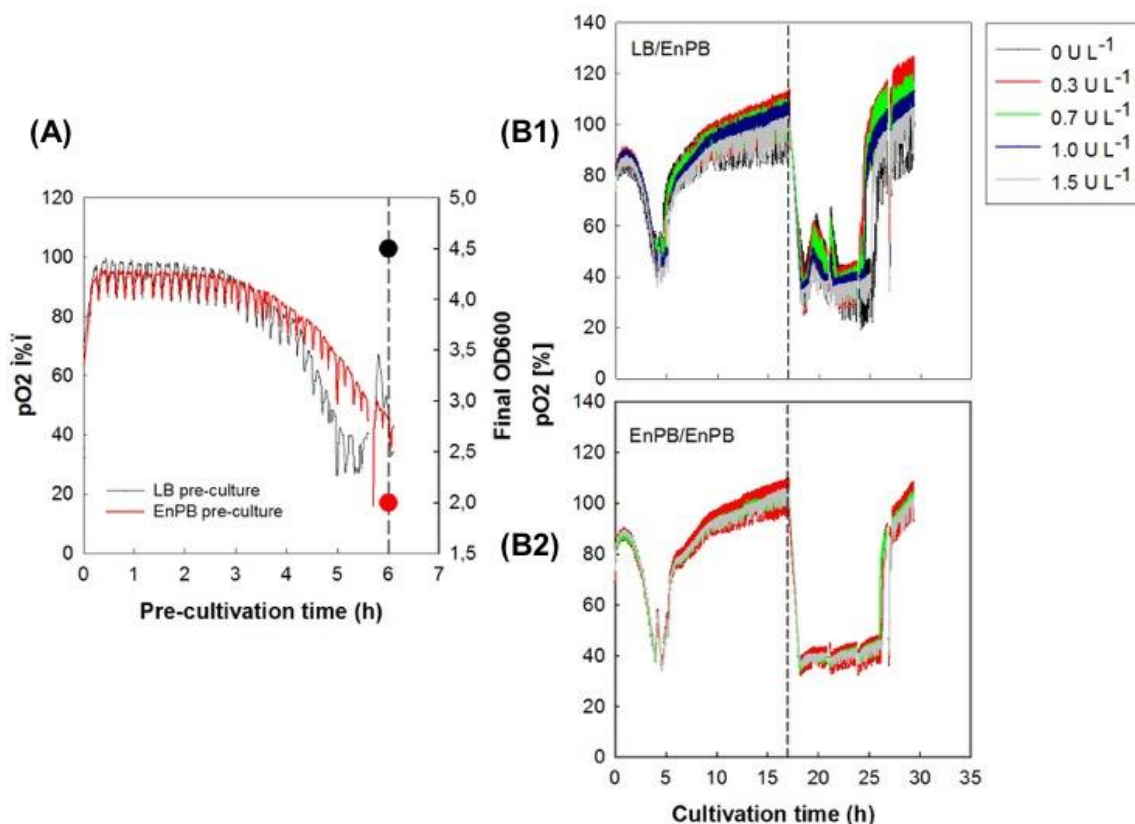 (A)
120
100
80
60
40
20
0
pO2 Ì%Ï
5,0
4,5
4,0
3,5
3,0
2,5
2,0
1,5
Final OD600
LB pre-culture
EnPB pre-culture
0 1 2 3 4 5 6 7
Pre-cultivation time (h)
(B1)
140
120
100
80
60
40
20
0
LB/EnPB
0 U L⁻¹
0.3 U L⁻¹
0.7 U L⁻¹
1.0 U L⁻¹
1.5 U L⁻¹
pO2 [%]
(B2)
120
100
80
60
40
20
0
EnPB/EnPB
0 5 10 15 20 25 30 35
Cultivation time (h)